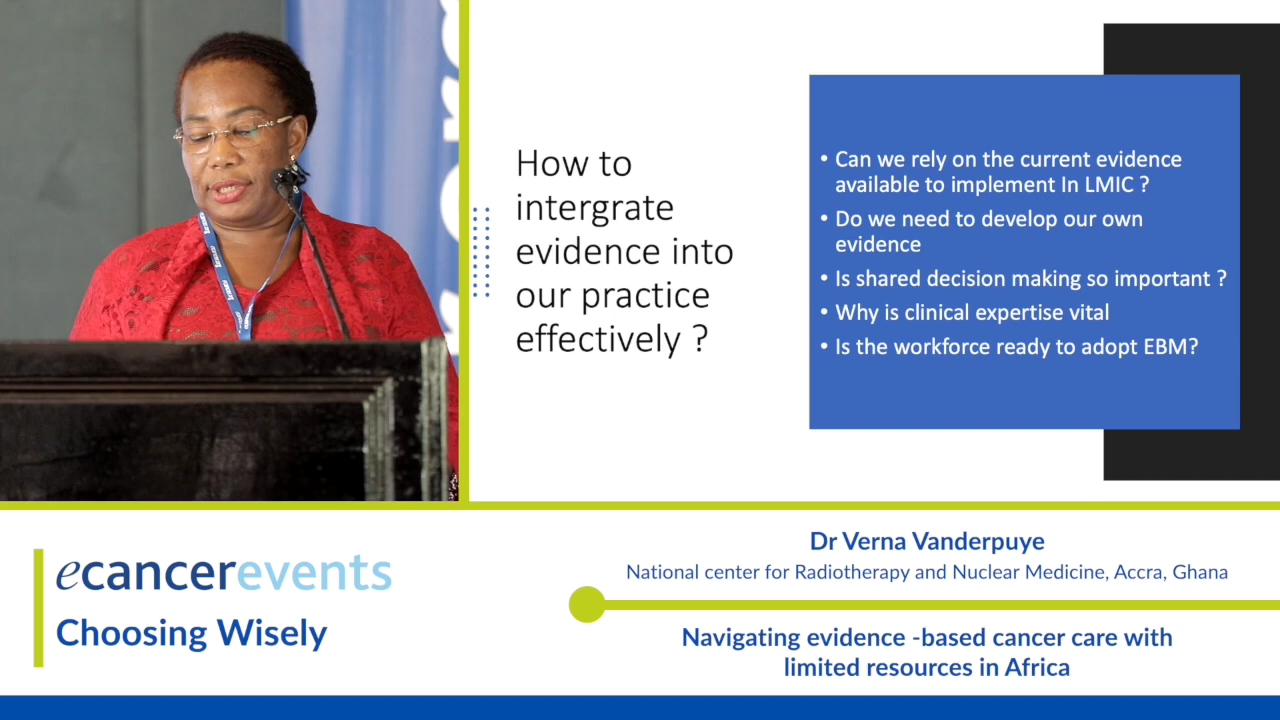 How to
intergrate
evidence into
our practice
effectively ?
• Can we rely on the current evidence
available to implement In LMIC ?
• Do we need to develop our own
evidence
• Is shared decision making so important ?
• Why is clinical expertise vital
• Is the workforce ready to adopt EBM?
ecancerevents
Choosing Wisely
Dr Verna Vanderpuye
National center for Radiotherapy and Nuclear Medicine, Accra, Ghana
Navigating evidence -based cancer care with
limited resources in Africa